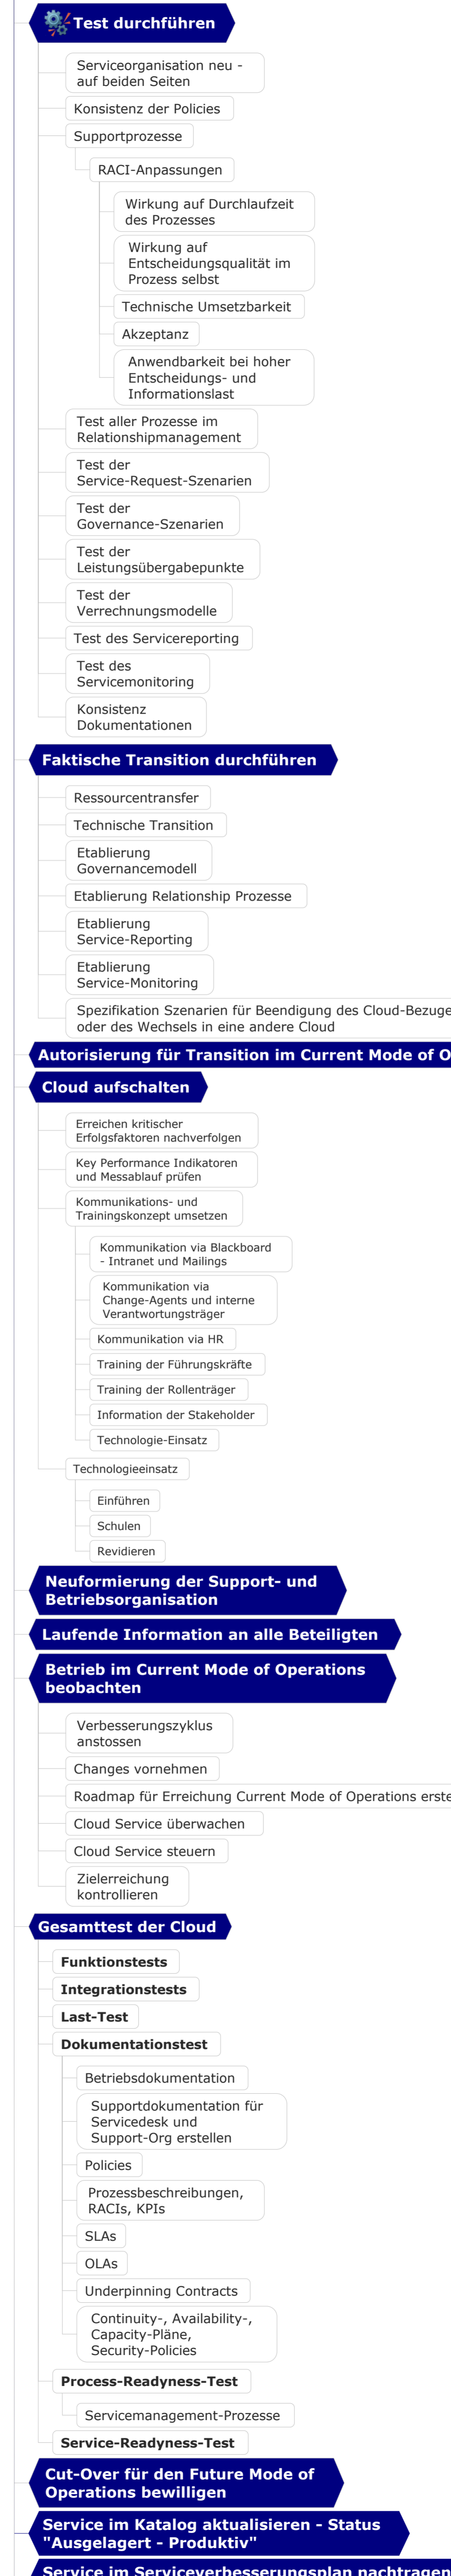 Test durchführen
Serviceorganisation neu -
auf beiden Seiten
Konsistenz der Policies
Supportprozesse
RACI-Anpassungen
Wirkung auf Durchlaufzeit
des Prozesses
Wirkung auf
Entscheidungsqualität im
Prozess selbst
Technische Umsetzbarkeit
Akzeptanz
Anwendbarkeit bei hoher
Entscheidungs- und
Informationslast
Test aller Prozesse im
Relationshipmanagement
Test der
Service-Request-Szenarien
Test der
Governance-Szenarien
Test der
Leistungsübergabepunkte
Test der
Verrechnungsmodelle
Test des Servicereporting
Test des
Servicemonitoring
Konsistenz
Dokumentationen
Faktische Transition durchführen
Ressourcentransfer
Technische Transition
Etablierung
Governancemodell
Etablierung Relationship Prozesse
Etablierung
Service-Reporting
Etablierung
Service-Monitoring
Spezifikation Szenarien für Beendigung des Cloud-Bezuge
oder des Wechsels in eine andere Cloud
Autorisierung für Transition im Current Mode of O
Cloud aufschalten
Erreichen kritischer
Erfolgsfaktoren nachverfolgen
Key Performance Indikatoren
und Messablauf prüfen
Kommunikations- und
Trainingskonzept umsetzen
Kommunikation via Blackboard
- Intranet und Mailings
Kommunikation via
Change-Agents und interne
Verantwortungsträger
Kommunikation via HR
Training der Führungskräfte
Training der Rollenträger
Information der Stakeholder
Technologie-Einsatz
Technologieeinsatz
Einführen
Schulen
Revidieren
Neuformierung der Support- und
Betriebsorganisation
Laufende Information an alle Beteiligten
Betrieb im Current Mode of Operations
beobachten
Verbesserungszyklus
anstossen
Changes vornehmen
Roadmap für Erreichung Current Mode of Operations erste
Cloud Service überwachen
Cloud Service steuern
Zielerreichung
kontrollieren
Gesamttest der Cloud
Funktionstests
Integrationstests
Last-Test
Dokumentationstest
Betriebsdokumentation
Supportdokumentation für
Servicedesk und
Support-Org erstellen
Policies
Prozessbeschreibungen,
RACIs, KPIs
SLAs
OLAs
Underpinning Contracts
Continuity-, Availability-,
Capacity-Pläne,
Security-Policies
Process-Readyness-Test
Servicemanagement-Prozesse
Service-Readyness-Test
Cut-Over für den Future Mode of
Operations bewilligen
Service im Katalog aktualisieren - Status
"Ausgelagert - Produktiv"
Service im Serviceverbesserungsplan nachtragen